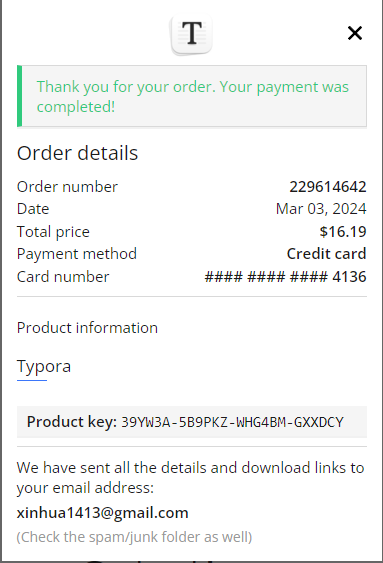 T
Thank you for your order. Your payment was
completed!
Order details
Order number 229614642
Date Mar 03, 2024
Total price $16.19
Payment method Credit card
Card number #### #### #### 4136
Product information
Typora
Product key: 39YW3A-5B9PKZ-WHG4BM-GXXDCY
We have sent all the details and download links to
your email address:
xinhua1413@gmail.com
(Check the spam/junk folder as well)